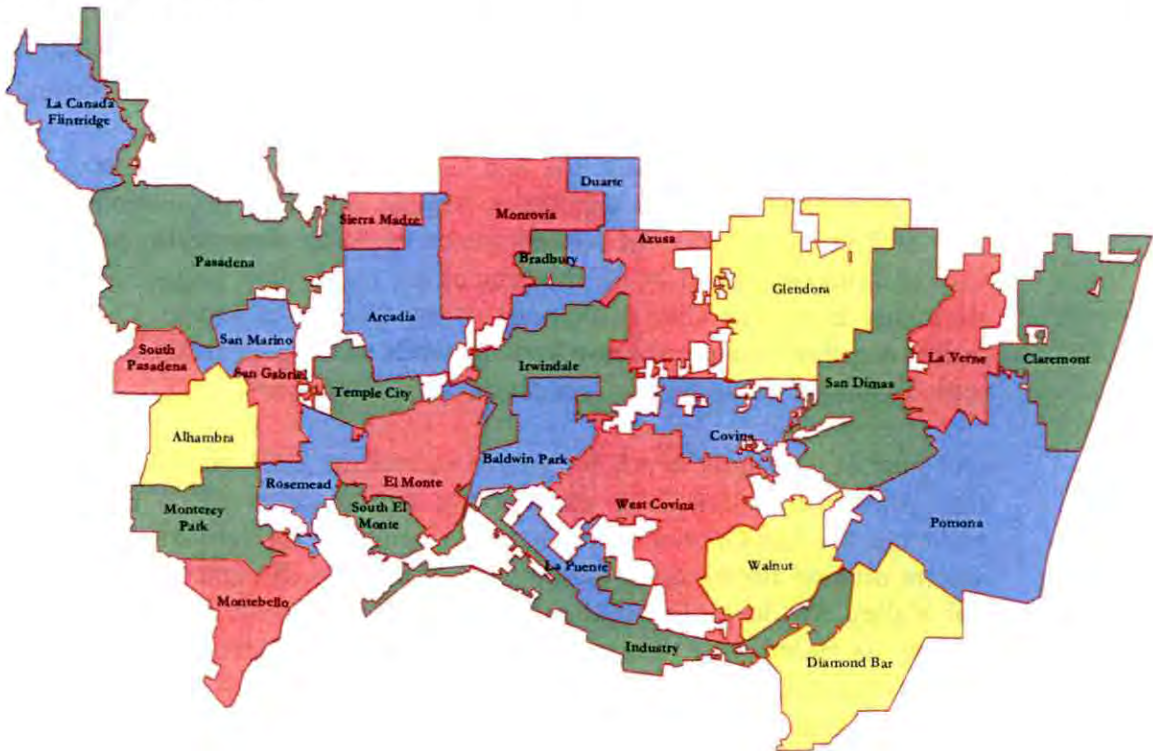 La Canada
Flintridge
Duarte
Sierra Madre
Monrovia
Azusa
Bradbury
Pasadena
Glendora
Arcadia
San Marino
South
Pasadena
San Gabriel
Irwindale
La Verne
Claremont
Temple City
San Dimas
Alhambra
Covina
Baldwin Park
El Monte
Rosemead
West Covina
Monterey
Park
South El
Monte
Pomona
La Puente
Walnut
Montebello
Industry
Diamond Bar